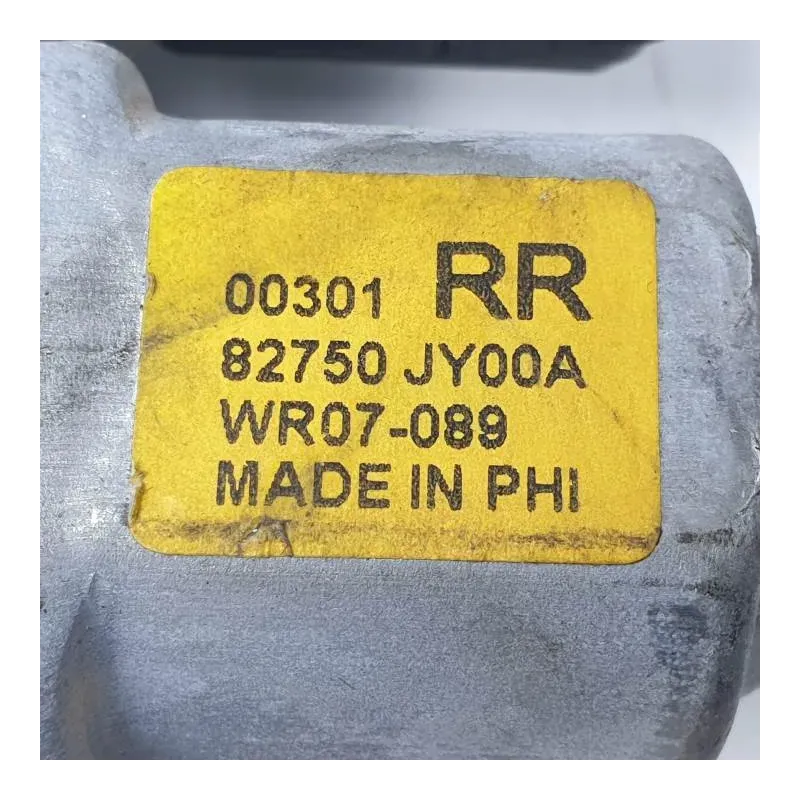 00301 RR
82750 JY00A
WR07-089
MADE IN PHI